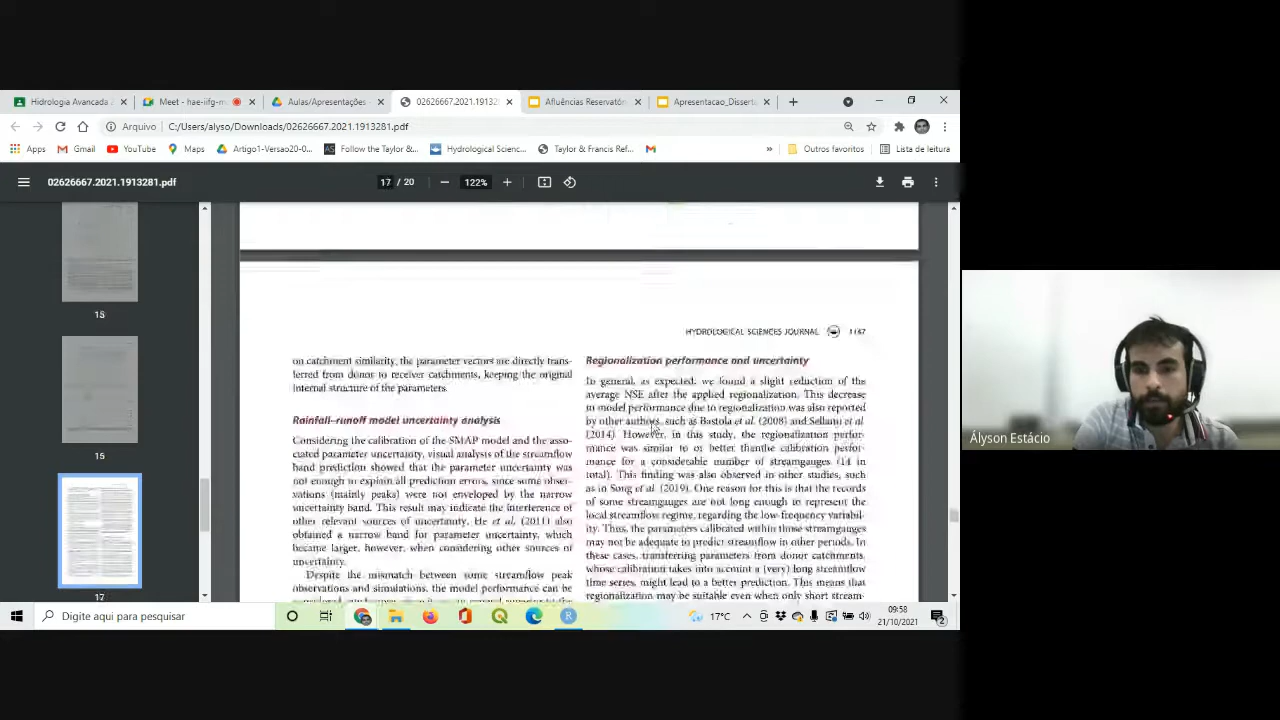 Hidrologia Avançada 2
Meet - hae-iifg-m
Aulas/Apresentações -
02626667.2021.1913281
Afluências Reservatór
Apresentacao_Dissert
Arquivo
C:/Users/alyso/Downloads/02626667.2021.1913281.pdf
Apps
Gmail
YouTube
Maps
Artigo1-Versao20-0...
Follow the Taylor &...
Hydrological Scienc...
Taylor & Francis Ref...
»
Outros favoritos
Lista de leitura
02626667.2021.1913281.pdf
17 / 20
122%
15
16
17
HYDROLOGICAL SCIENCES JOURNAL
1147
on catchment similarity, the parameter vectors are directly trans-
ferred from donor to receiver catchments, keeping the original
internal structure of the parameters.
Rainfall–runoff model uncertainty analysis
Considering the calibration of the SMAP model and the asso-
ciated parameter uncertainty, visual analysis of the streamflow
band prediction showed that the parameter uncertainty was
not enough to explain all prediction errors, since some obser-
vations (mainly peaks) were not enveloped by the narrow
uncertainty band. This result may indicate the interference of
other relevant sources of uncertainty. He et al. (2011) also
obtained a narrow band for parameter uncertainty, which
became larger, however, when considering other sources of
uncertainty.
Despite the mismatch between some streamflow peak
observations and simulations, the model performance can be
Regionalization performance and uncertainty
In general, as expected, we found a slight reduction of the
average NSE after the applied regionalization. This decrease
in model performance due to regionalization was also reported
by other authors, such as Bastola et al. (2008) and Sellami et al.
(2014). However, in this study, the regionalization perfor-
mance was similar to or better thanthe calibration perfor-
mance for a considerable number of streamgauges (14 in
total). This finding was also observed in other studies, such
as in Song et al. (2019). One reason for this is that the records
of some streamgauges are not long enough to represent the
local streamflow regime, regarding the low-frequency variabil-
ity. Thus, the parameters calibrated within those streamgauges
may not be adequate to predict streamflow in other periods. In
these cases, transferring parameters from donor catchments,
whose calibration takes into account a (very) long streamflow
time series, might lead to a better prediction. This means that
regionalization may be suitable even when only short stream-
Digite aqui para pesquisar
17°C
09:58
21/10/2021
2
Ályson Estácio